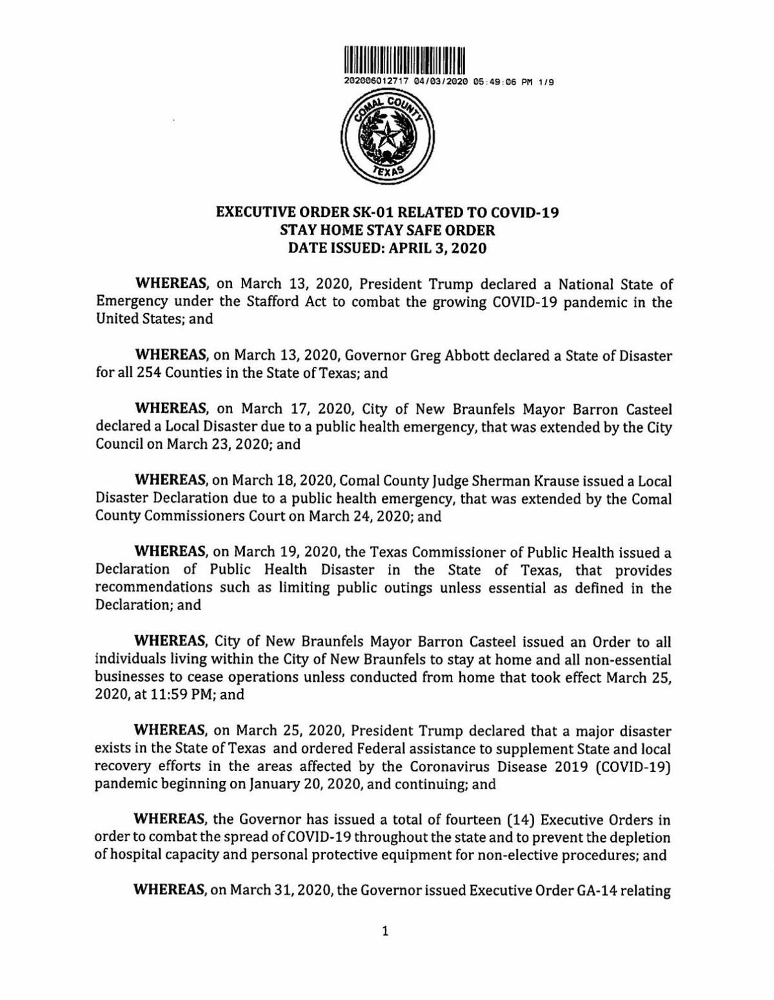 202006012717 04/03/2020 05:49:06 PM 1/9
COMAL COUNTY
TEXAS
EXECUTIVE ORDER SK-01 RELATED TO COVID-19
STAY HOME STAY SAFE ORDER
DATE ISSUED: APRIL 3, 2020
WHEREAS, on March 13, 2020, President Trump declared a National State of
Emergency under the Stafford Act to combat the growing COVID-19 pandemic in the
United States; and
WHEREAS, on March 13, 2020, Governor Greg Abbott declared a State of Disaster
for all 254 Counties in the State of Texas; and
WHEREAS, on March 17, 2020, City of New Braunfels Mayor Barron Casteel
declared a Local Disaster due to a public health emergency, that was extended by the City
Council on March 23, 2020; and
WHEREAS, on March 18, 2020, Comal County Judge Sherman Krause issued a Local
Disaster Declaration due to a public health emergency, that was extended by the Comal
County Commissioners Court on March 24, 2020; and
WHEREAS, on March 19, 2020, the Texas Commissioner of Public Health issued a
Declaration of Public Health Disaster in the State of Texas, that provides
recommendations such as limiting public outings unless essential as defined in the
Declaration; and
WHEREAS, City of New Braunfels Mayor Barron Casteel issued an Order to all
individuals living within the City of New Braunfels to stay at home and all non-essential
businesses to cease operations unless conducted from home that took effect March 25,
2020, at 11:59 PM; and
WHEREAS, on March 25, 2020, President Trump declared that a major disaster
exists in the State of Texas and ordered Federal assistance to supplement State and local
recovery efforts in the areas affected by the Coronavirus Disease 2019 (COVID-19)
pandemic beginning on January 20, 2020, and continuing; and
WHEREAS, the Governor has issued a total of fourteen (14) Executive Orders in
order to combat the spread of COVID-19 throughout the state and to prevent the depletion
of hospital capacity and personal protective equipment for non-elective procedures; and
WHEREAS, on March 31, 2020, the Governor issued Executive Order GA-14 relating
1